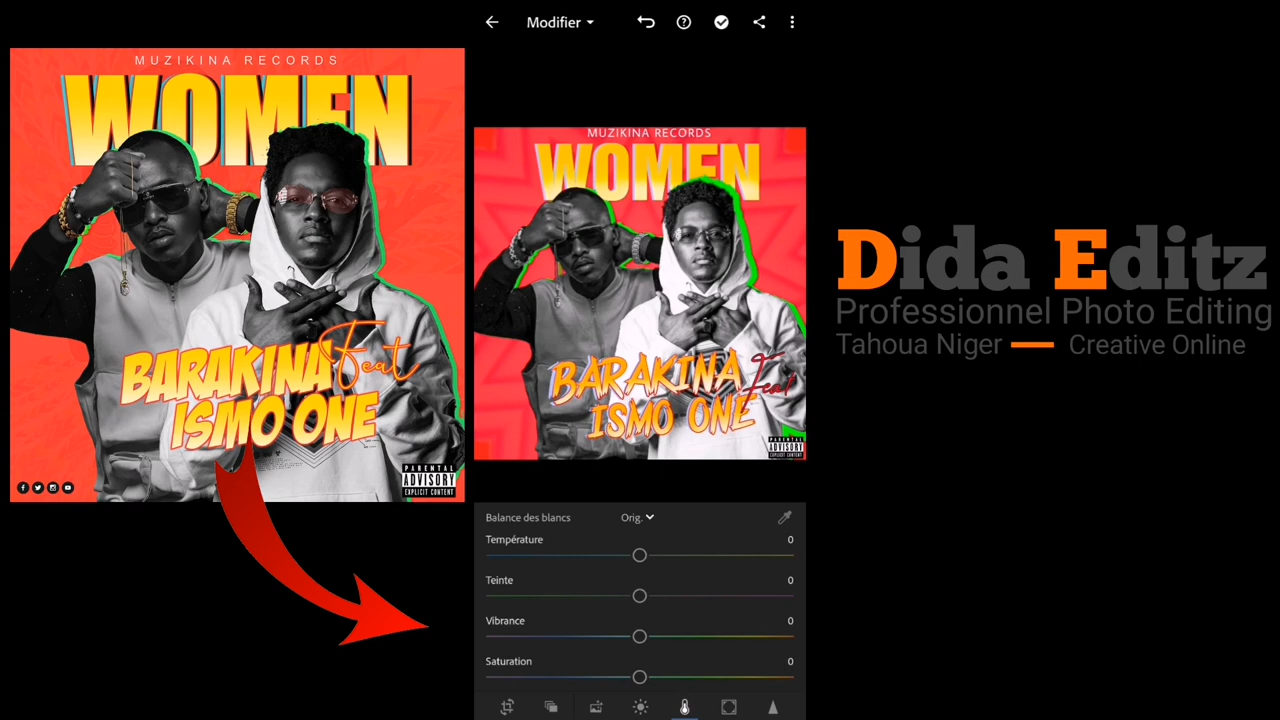 MUZIKINA RECORDS
WOMEN
BARAKINA Feat
ISMO ONE
PARENTAL
ADVISORY
EXPLICIT CONTENT
Modifier
MUZIKINA RECORDS
WOMEN
BARAKINA Feat
ISMO ONE
PARENTAL
ADVISORY
EXPLICIT CONTENT
Balance des blancs Orig.
Température 0
Teinte 0
Vibrance 0
Saturation 0
Dida Editz
Professionnel Photo Editing
Tahoua Niger — Creative Online